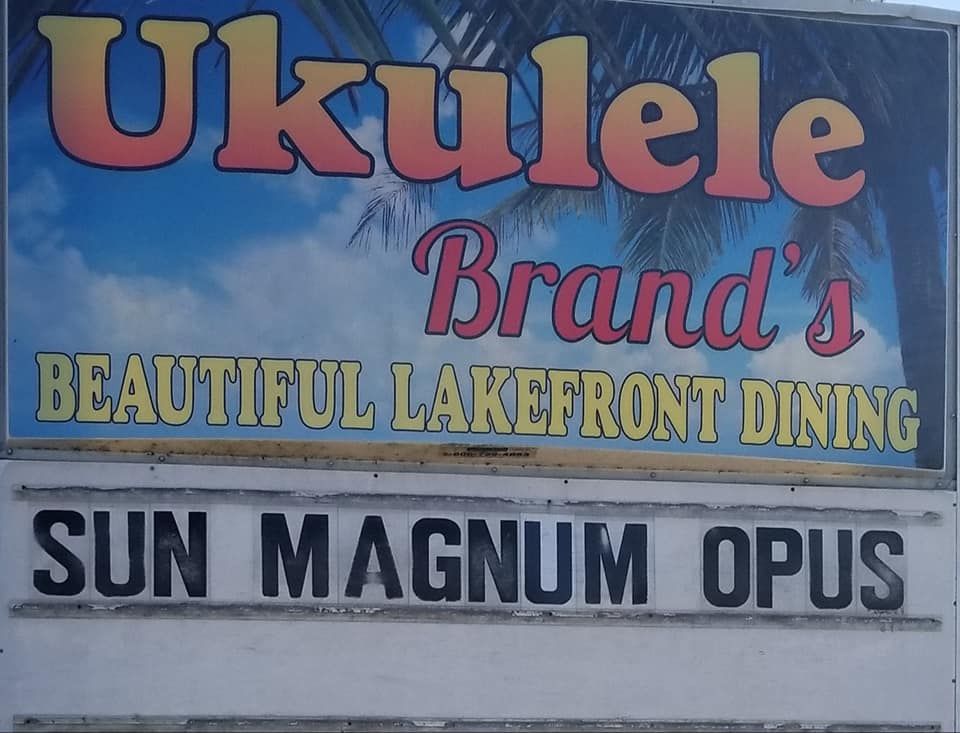 Ukulele
Brand's
BEAUTIFUL LAKEFRONT DINING
SUN MAGNUM OPUS